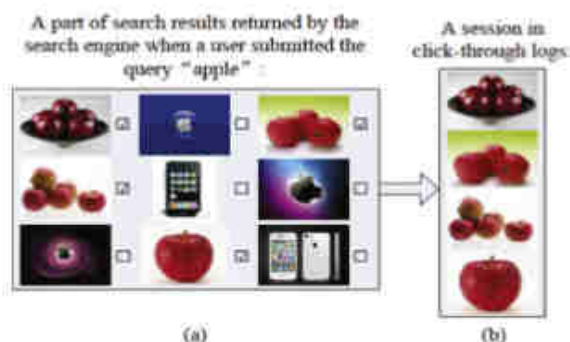 A part of search results returned by the
search engine when a user submitted the
query “apple” :
A session in
click-through logs
(a)
(b)